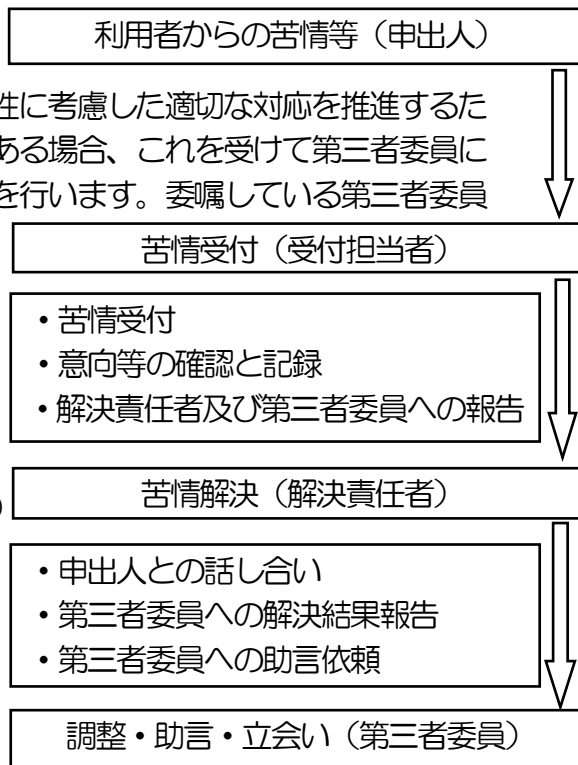 利用者からの苦情等（申出人）
性に考慮した適切な対応を推進するた
ある場合、これを受けて第三者委員に
を行います。委嘱している第三者委員
苦情受付（受付担当者）
・苦情受付
・意向等の確認と記録
・解決責任者及び第三者委員への報告
）
苦情解決（解決責任者）
・申出人との話し合い
・第三者委員への解決結果報告
・第三者委員への助言依頼
調整・助言・立会い（第三者委員）